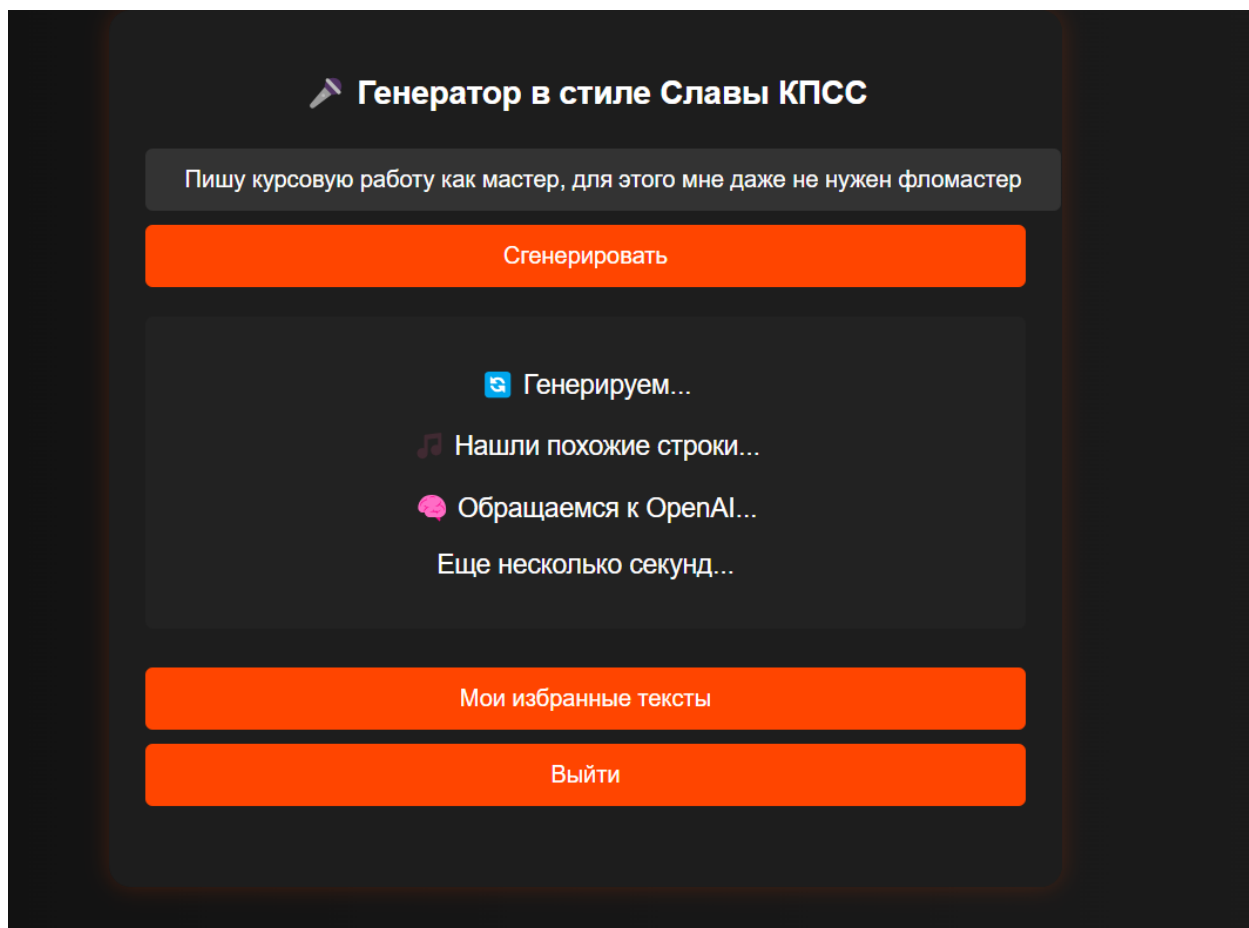 🎤 Генератор в стиле Славы КПСС
Пишу курсовую работу как мастер, для этого мне даже не нужен фломастер
Сгенерировать
🔄 Генерируем...
🎵 Нашли похожие строки...
🧠 Обращаемся к OpenAI...
Еще несколько секунд...
Мои избранные тексты
Выйти